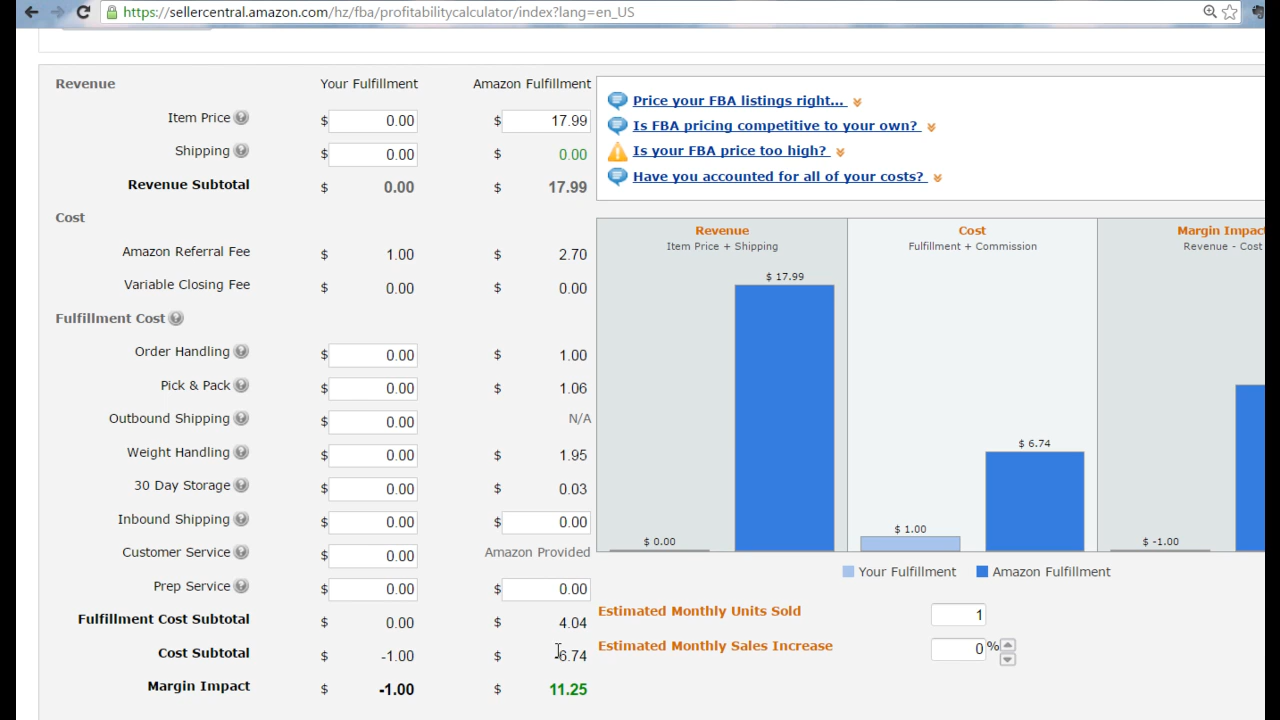 https://sellercentral.amazon.com/hz/fba/profitabilitycalculator/index?lang=en_US
Revenue Your Fulfillment Amazon Fulfillment
Item Price $ 0.00 $ 17.99
Shipping $ 0.00 $ 0.00
Revenue Subtotal $ 0.00 $ 17.99
Cost
Amazon Referral Fee $ 1.00 $ 2.70
Variable Closing Fee $ 0.00 $ 0.00
Fulfillment Cost
Order Handling $ 0.00 $ 1.00
Pick & Pack $ 0.00 $ 1.06
Outbound Shipping $ 0.00 N/A
Weight Handling $ 0.00 $ 1.95
30 Day Storage $ 0.00 $ 0.03
Inbound Shipping $ 0.00 $ 0.00
Customer Service $ 0.00 Amazon Provided
Prep Service $ 0.00 $ 0.00
Fulfillment Cost Subtotal $ 0.00 $ 4.04
Cost Subtotal $ -1.00 $ -6.74
Margin Impact $ -1.00 $ 11.25
Price your FBA listings right...
Is FBA pricing competitive to your own?
Is your FBA price too high?
Have you accounted for all of your costs?
Revenue
Item Price + Shipping
$ 17.99
$ 0.00
Cost
Fulfillment + Commission
$ 6.74
$ 1.00
Margin Impact
Revenue - Cost
$ -1.00
Your Fulfillment Amazon Fulfillment
Estimated Monthly Units Sold 1
Estimated Monthly Sales Increase 0 %